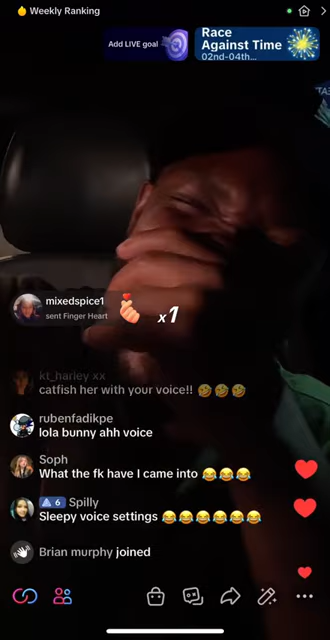 Weekly Ranking
Add LIVE goal
Race
Against Time
02nd-04th...
mixedspice1
sent Finger Heart
x1
kt_harley xx
catfish her with your voice!! 🤣🤣🤣
rubenfadikpe
lola bunny ahh voice
Soph
What the fk have I came into 😂😂😂
6 Spilly
Sleepy voice settings 😂😂😂😂😂😂
Brian murphy joined